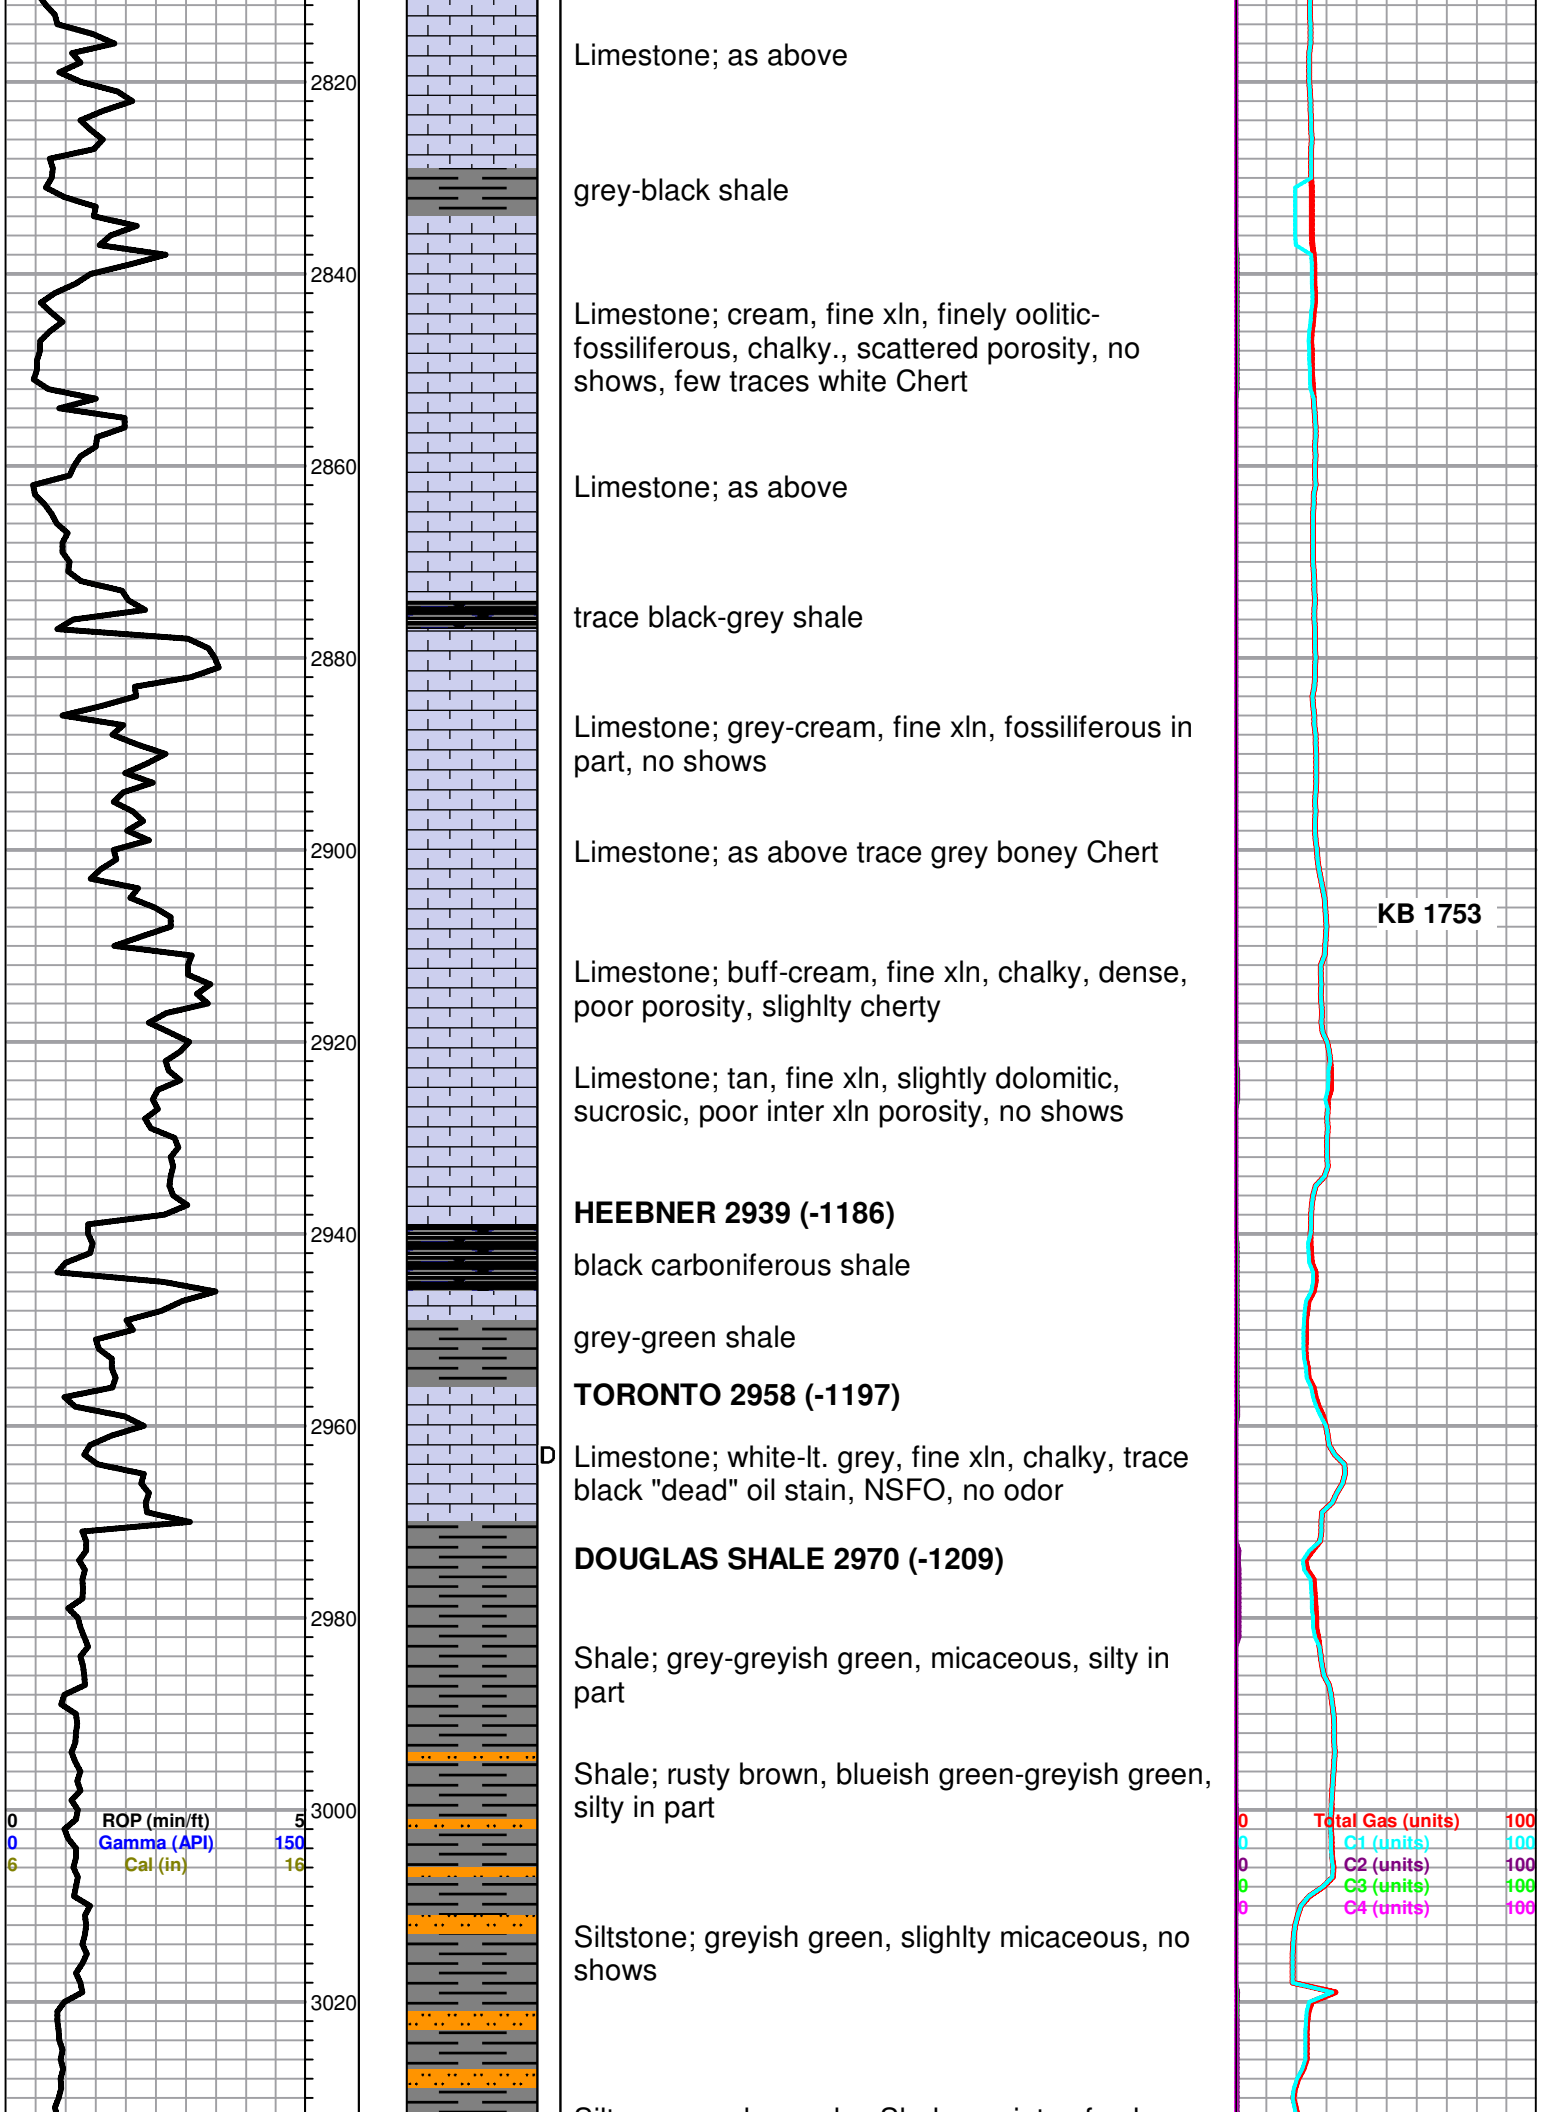 Limestone; as above
2820
grey-black shale
2840
Limestone; cream, fine xln, finely oolitic-
fossiliferous, chalky., scattered porosity, no
shows, few traces white Chert
2860
Limestone; as above
trace black-grey shale
2880
Limestone; grey-cream, fine xln, fossiliferous in
part, no shows
2900
Limestone; as above trace grey boney Chert
KB 1753
Limestone; buff-cream, fine xln, chalky, dense,
poor porosity, slighlty cherty
2920
Limestone; tan, fine xln, slightly dolomitic,
sucrosic, poor inter xln porosity, no shows
HEEBNER 2939 (-1186)
2940
black carboniferous shale
grey-green shale
TORONTO 2958 (-1197)
2960
D
Limestone; white-lt. grey, fine xln, chalky, trace
black "dead" oil stain, NSFO, no odor
DOUGLAS SHALE 2970 (-1209)
2980
Shale; grey-greyish green, micaceous, silty in
part
Shale; rusty brown, blueish green-greyish green,
silty in part
3000
0 ROP (min/ft) 5
0 Gamma (API) 150
6 Cal (in) 16
0 Total Gas (units) 100
0 C1 (units) 100
0 C2 (units) 100
0 C3 (units) 100
0 C4 (units) 100
Siltstone; greyish green, slighlty micaceous, no
shows
3020